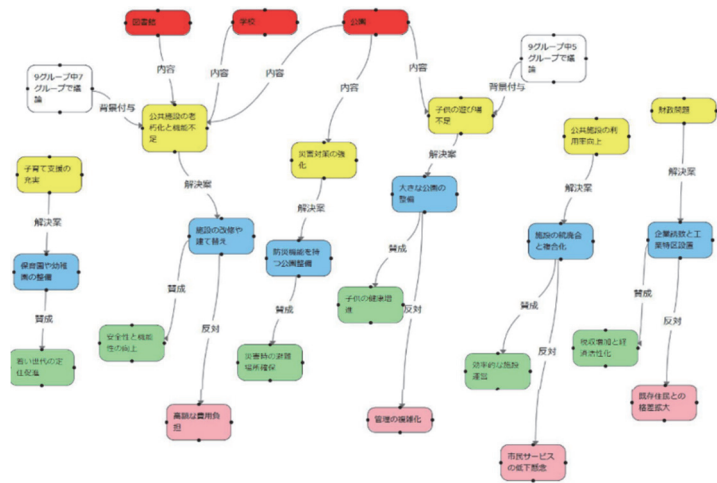 図書館
学校
公園
9グループ中7
グループで議論
9グループ中5
グループで議論
内容
内容
内容
内容
内容
背景付与
背景付与
公共施設の老
朽化と機能不
足
子供の遊び場
不足
災害対策の強
化
公共施設の利
用率向上
財政問題
子育て支援の
充実
解決案
解決案
解決案
解決案
解決案
解決案
大きな公園の
整備
施設の改修や
建て替え
防災機能を持
つ公園整備
施設の統廃合
と複合化
企業誘致と工
業特区設置
保育園や幼稚
園の整備
賛成
賛成
賛成
賛成
賛成
賛成
反対
反対
反対
反対
子供の健康増
進
安全性と機能
性の向上
災害時の避難
場所確保
効率的な施設
運営
税収増加と経
済活性化
若い世代の定
住促進
高額な費用負
担
管理の複雑化
市民サービス
の低下懸念
既存住民との
格差拡大